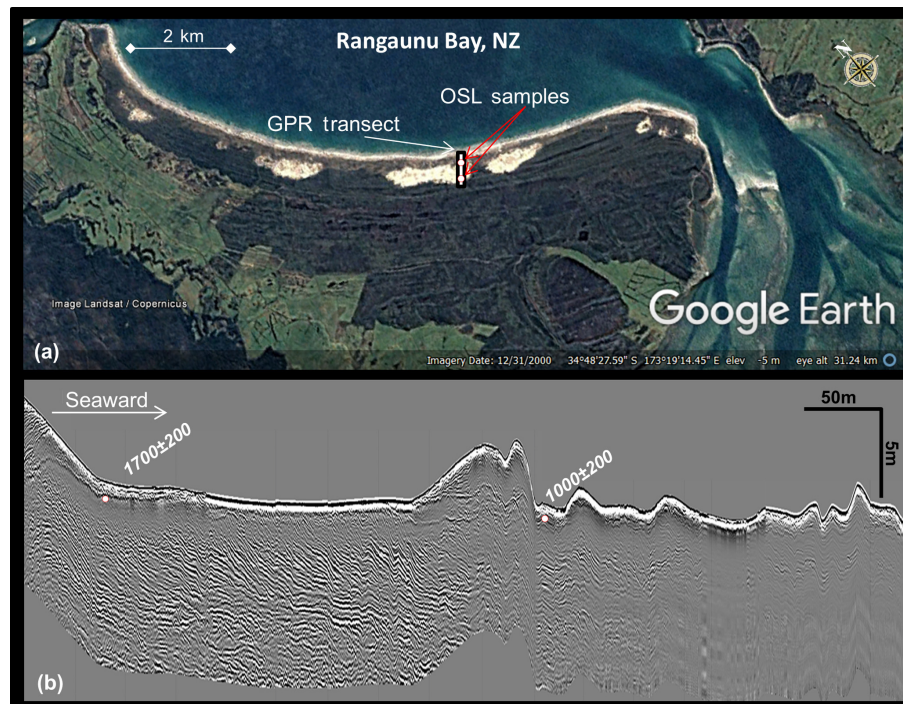 2 km
Rangaunu Bay, NZ
OSL samples
GPR transect
N
Image Landsat / Copernicus
Google Earth
(a)
Imagery Date: 12/31/2000 34°48'27.59" S 173°19'14.45" E elev -5 m eye alt 31.24 km
Seaward
50m
5m
1700±200
1000±200
(b)